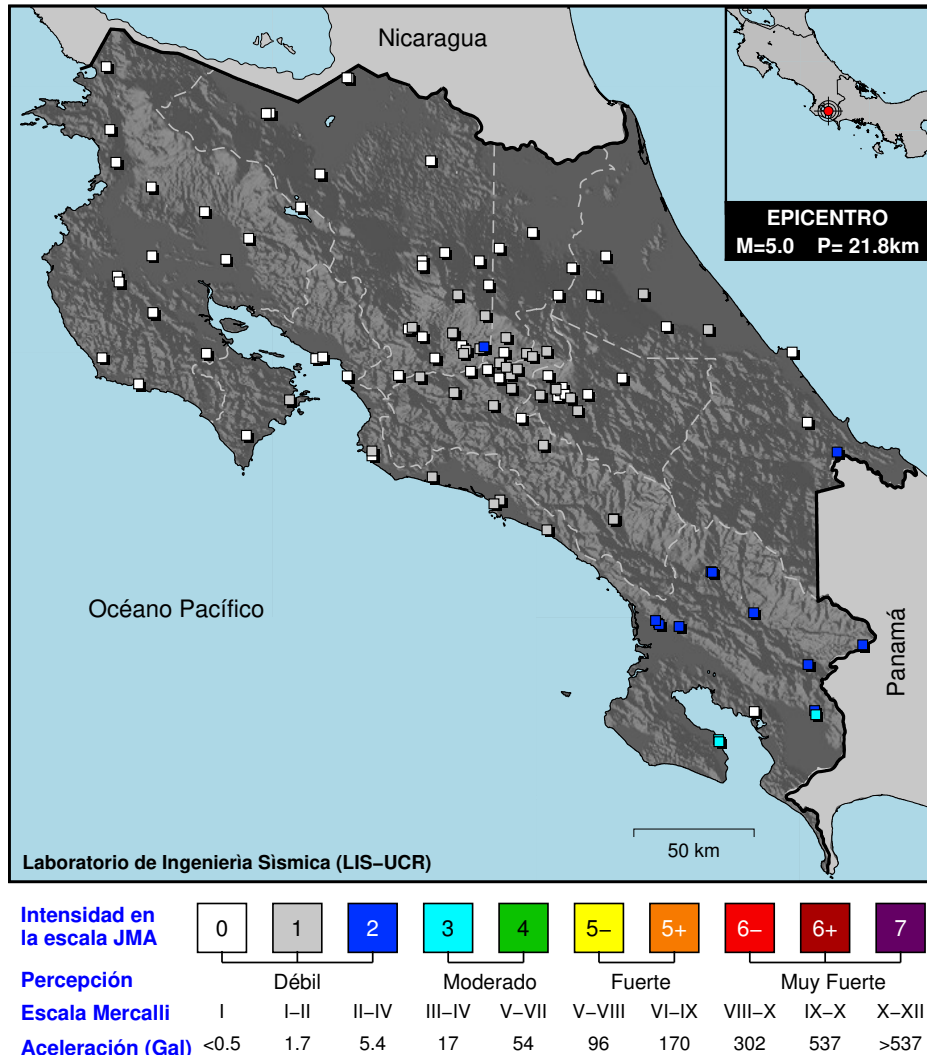 Nicaragua
EPICENTRO
M=5.0 P= 21.8km
Océano Pacífico
Panamá
50 km
Laboratorio de Ingenierìa Sìsmica (LIS−UCR)
Intensidad en
la escala JMA
0 1 2 3 4 5− 5+ 6− 6+ 7
Percepción Débil Moderado Fuerte Muy Fuerte
Escala Mercalli I I−II II−IV III−IV V−VII V−VIII VI−IX VIII−X IX−X X−XII
Aceleración (Gal) <0.5 1.7 5.4 17 54 96 170 302 537 >537